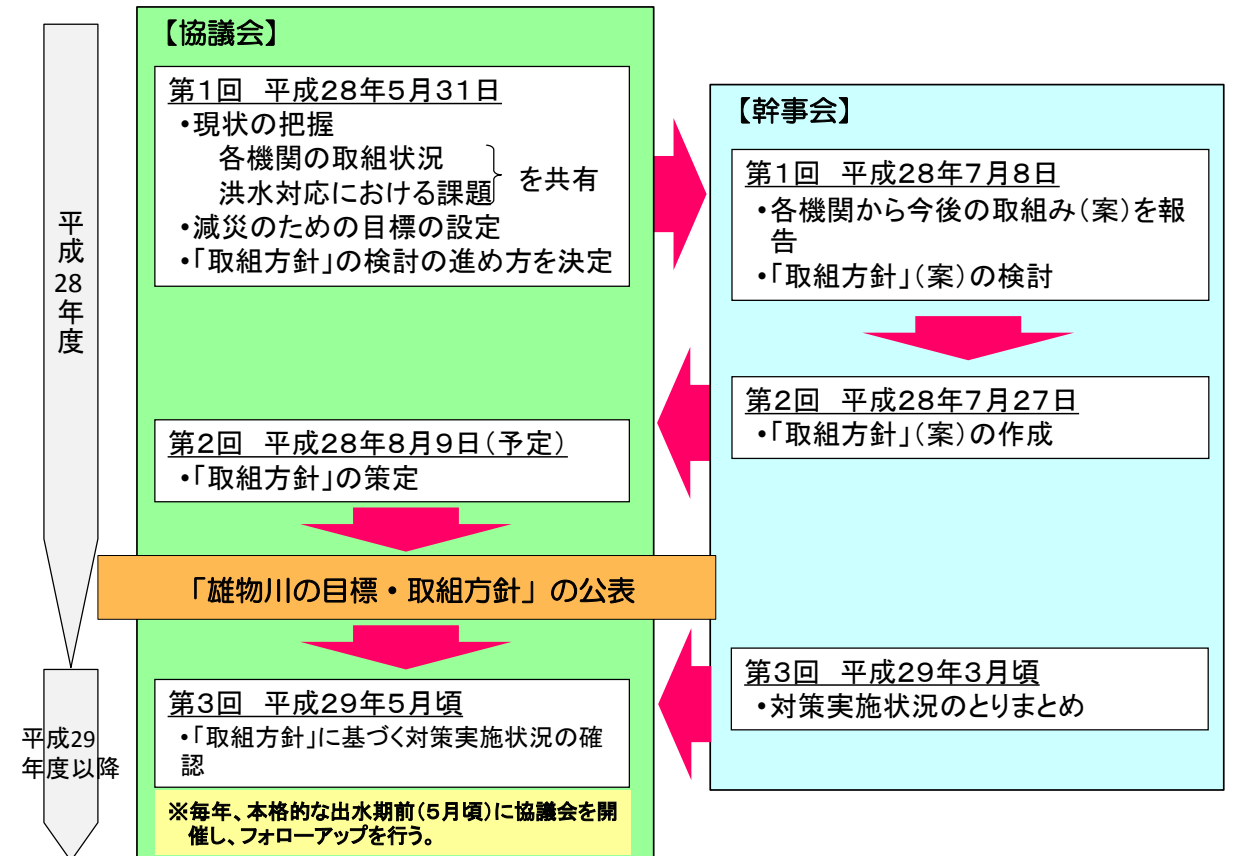 平成28年度
平成29
年度以降
【協議会】
第1回 平成28年5月31日
・現状の把握
各機関の取組状況
洪水対応における課題
を共有
・減災のための目標の設定
・「取組方針」の検討の進め方を決定
第2回 平成28年8月9日(予定)
・「取組方針」の策定
「雄物川の目標・取組方針」の公表
第3回 平成29年5月頃
・「取組方針」に基づく対策実施状況の確
認
※毎年、本格的な出水期前(5月頃)に協議会を開
催し、フォローアップを行う。
【幹事会】
第1回 平成28年7月8日
・各機関から今後の取組み(案)を報
告
・「取組方針」(案)の検討
第2回 平成28年7月27日
・「取組方針」(案)の作成
第3回 平成29年3月頃
・対策実施状況のとりまとめ